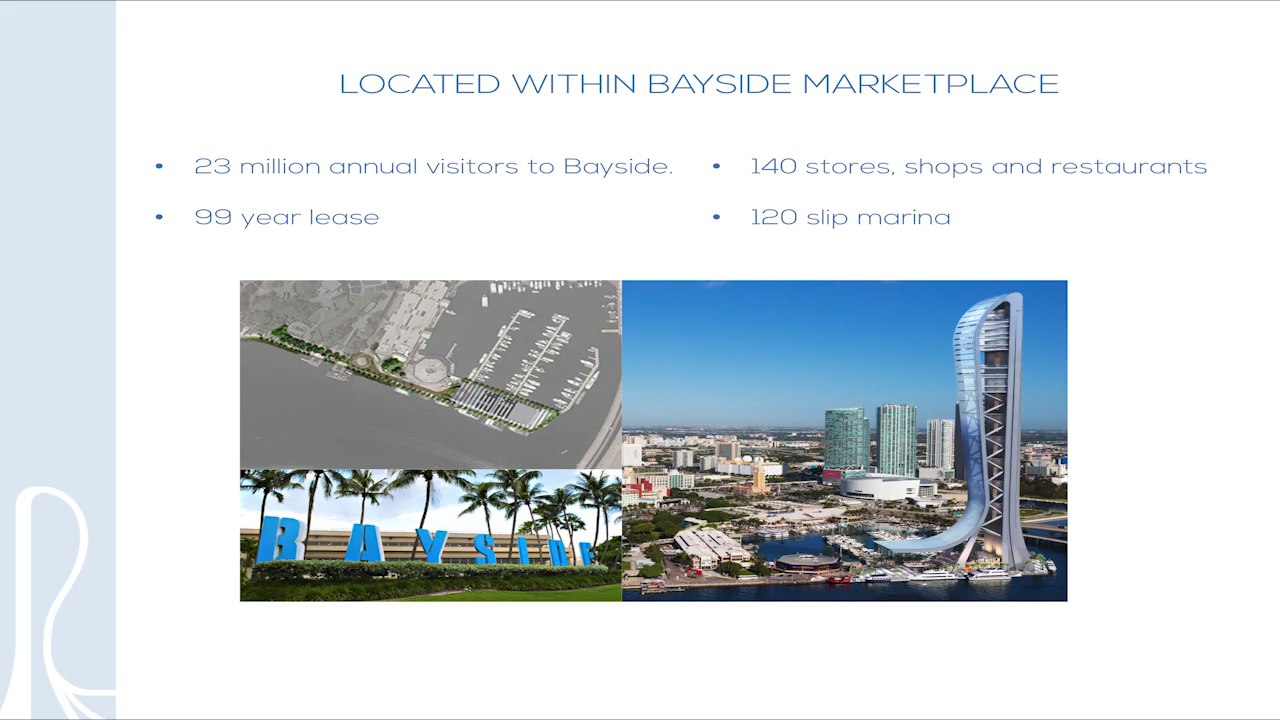 LOCATED WITHIN BAYSIDE MARKETPLACE
• 23 million annual visitors to Bayside.
• 99 year lease
• 140 stores, shops and restaurants
• 120 slip marina
BAYSIDE